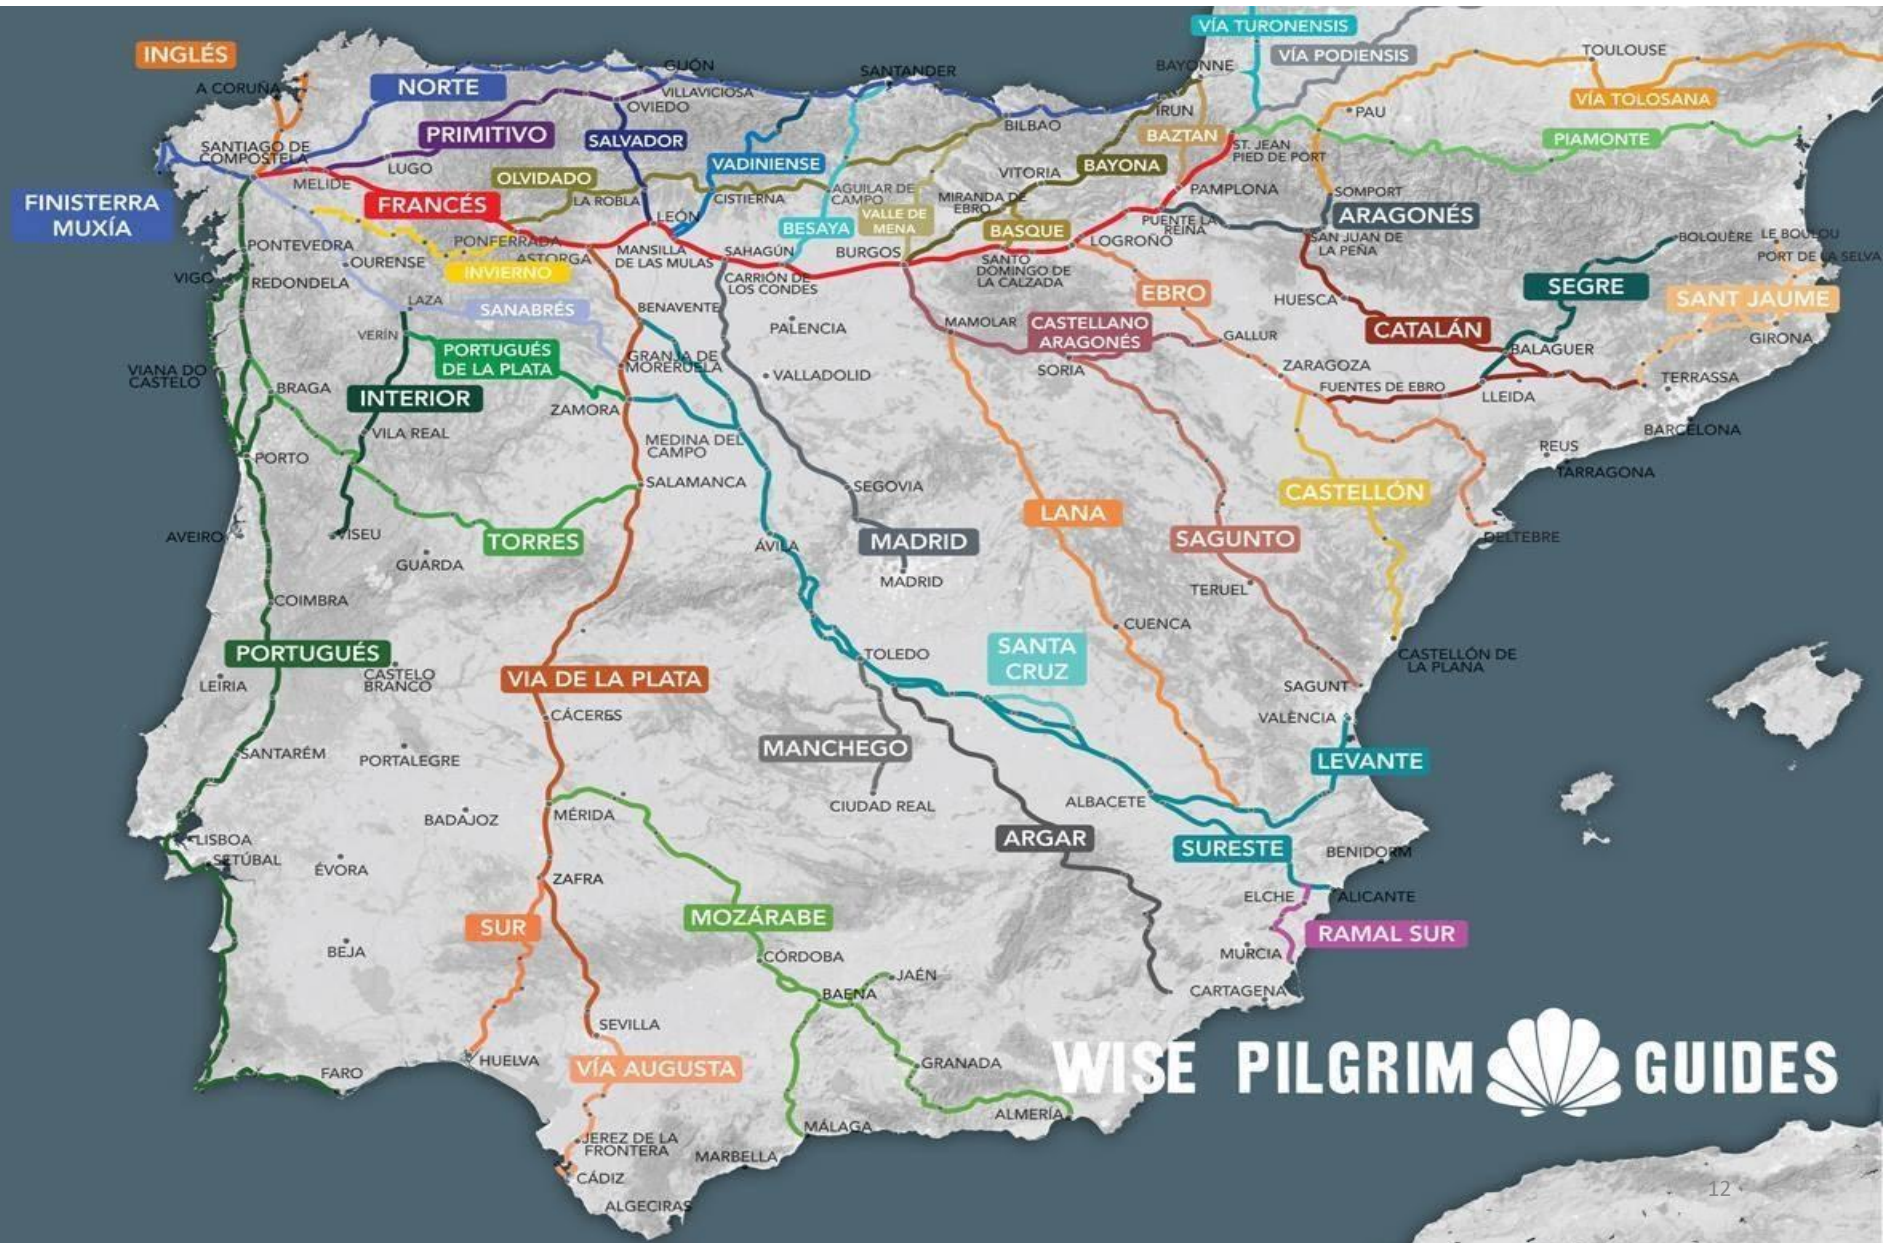 VÍA TURONENSIS
INGLÉS
VÍA PODIENSIS
TOULOUSE
GIJÓN
SANTANDER
BAYONNE
A CORUÑA
NORTE
VILLAVICIOSA
OVIEDO
VÍA TOLOSANA
IRUN
PAU
BILBAO
PRIMITIVO
SALVADOR
BAZTAN
PIAMONTE
SANTIAGO DE
COMPOSTELA
ST. JEAN
PIED DE PORT
LUGO
VADINIENSE
BAYONA
VITORIA
MELIDE
OLVIDADO
LA ROBLA
CISTIERNA
AGUILAR DE
CAMPO
MIRANDA DE
EBRO
PAMPLONA
SOMPORT
FINISTERRA
MUXÍA
FRANCÉS
LEÓN
BESAYA
VALLE DE
MENA
BASQUE
PUENTE LA
REINA
ARAGONÉS
PONTEVEDRA
PONFERRADA
ASTORGA
MANSILLA
DE LAS MULAS
SAHAGÚN
BURGOS
LOGROÑO
SAN JUAN DE
LA PEÑA
BOLQUÈRE
LE BOULOU
PORT DE LA SELVA
OURENSE
INVIERNO
CARRIÓN DE
LOS CONDES
SANTO
DOMINGO DE
LA CALZADA
VIGO
REDONDELA
EBRO
HUESCA
SEGRE
SANT JAUME
LAZA
SANABRÉS
BENAVENTE
PALENCIA
MAMOLAR
CASTELLANO
ARAGONÉS
GALLUR
CATALÁN
GIRONA
VERÍN
PORTUGUÉS
DE LA PLATA
GRANJA DE
MORERUELA
VALLADOLID
SORIA
ZARAGOZA
BALAGUER
VIANA DO
CASTELO
BRAGA
INTERIOR
ZAMORA
FUENTES DE EBRO
LLEIDA
TERRASSA
VILA REAL
MEDINA DEL
CAMPO
BARCELONA
PORTO
REUS
TARRAGONA
SALAMANCA
SEGOVIA
CASTELLÓN
LANA
AVEIRO
VISEU
TORRES
ÁVILA
MADRID
SAGUNTO
DELTEBRE
GUARDA
MADRID
TERUEL
COIMBRA
CUENCA
PORTUGUÉS
TOLEDO
SANTA
CRUZ
CASTELLÓN DE
LA PLANA
LEIRIA
CASTELO
BRANCO
VIA DE LA PLATA
SAGUNT
CÁCERES
VALÈNCIA
SANTARÉM
PORTALEGRE
MANCHEGO
LEVANTE
CIUDAD REAL
ALBACETE
BADAJOZ
MÉRIDA
LISBOA
ARGAR
SURESTE
BENIDORM
SETÚBAL
ÉVORA
ZAFRA
ELCHE
ALICANTE
SUR
MOZÁRABE
RAMAL SUR
BEJA
CÓRDOBA
MURCIA
JAÉN
BAENA
CARTAGENA
SEVILLA
HUELVA
VÍA AUGUSTA
GRANADA
WISE PILGRIM GUIDES
FARO
ALMERÍA
MÁLAGA
JEREZ DE LA
FRONTERA
MARBELLA
CÁDIZ
12
ALGECIRAS